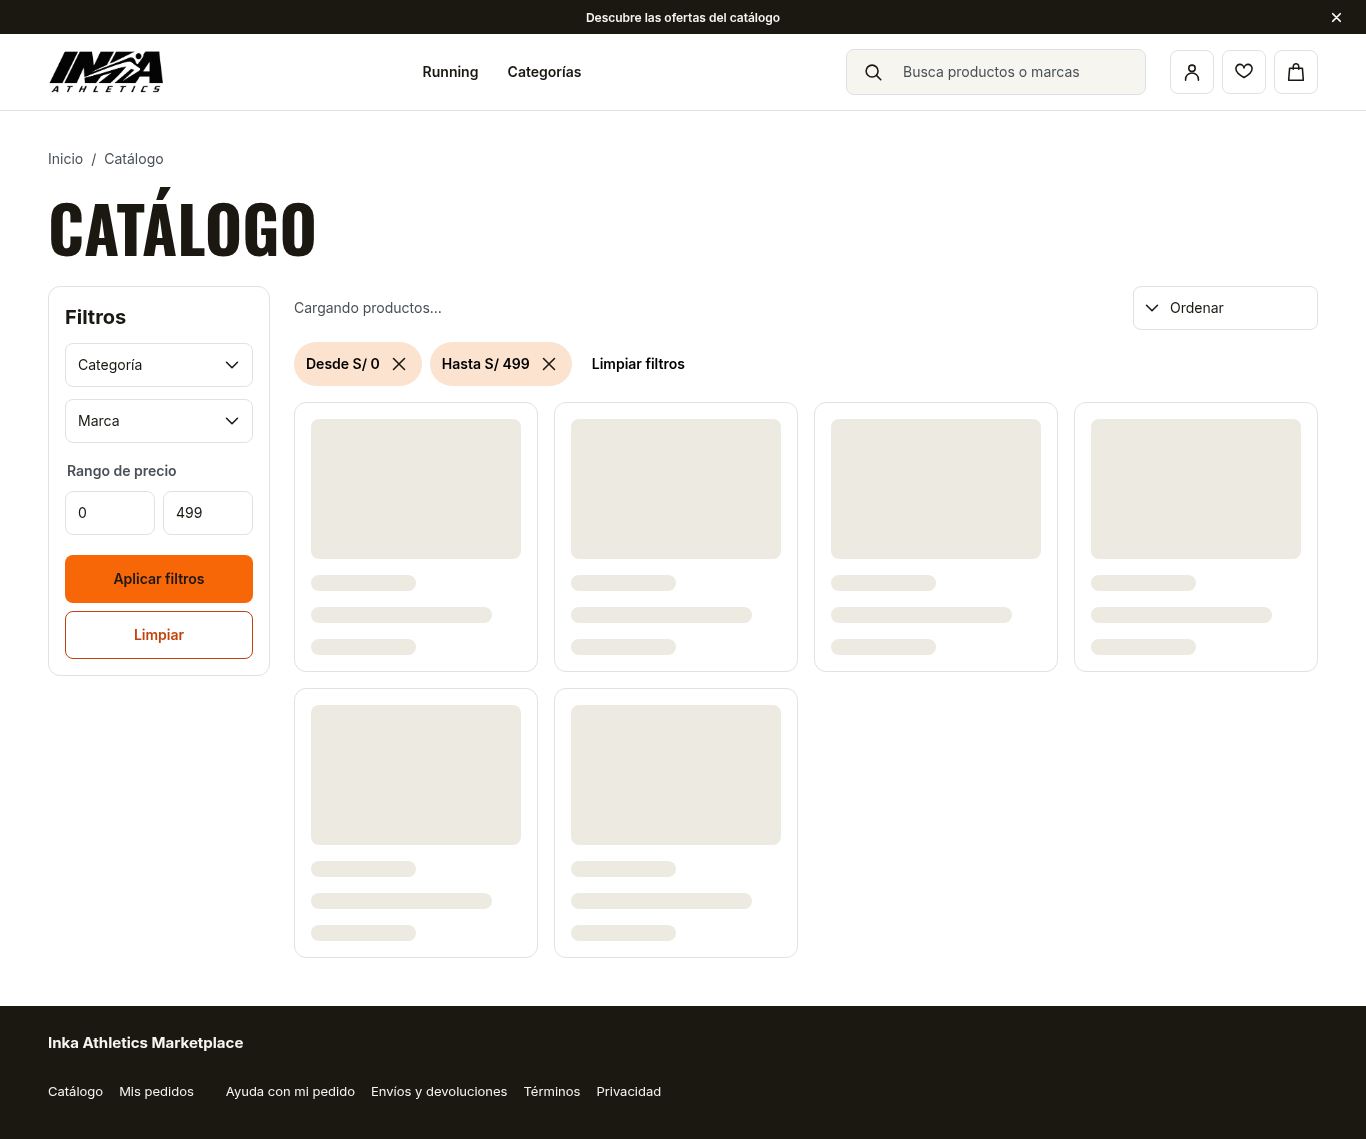 Descubre las ofertas del catálogo
INKA
ATHLETICS
Running
Categorías
Busca productos o marcas
Inicio / Catálogo
CATÁLOGO
Filtros
Categoría
Marca
Rango de precio
0
499
Aplicar filtros
Limpiar
Cargando productos...
Ordenar
Desde S/ 0
Hasta S/ 499
Limpiar filtros
Inka Athletics Marketplace
Catálogo
Mis pedidos
Ayuda con mi pedido
Envíos y devoluciones
Términos
Privacidad